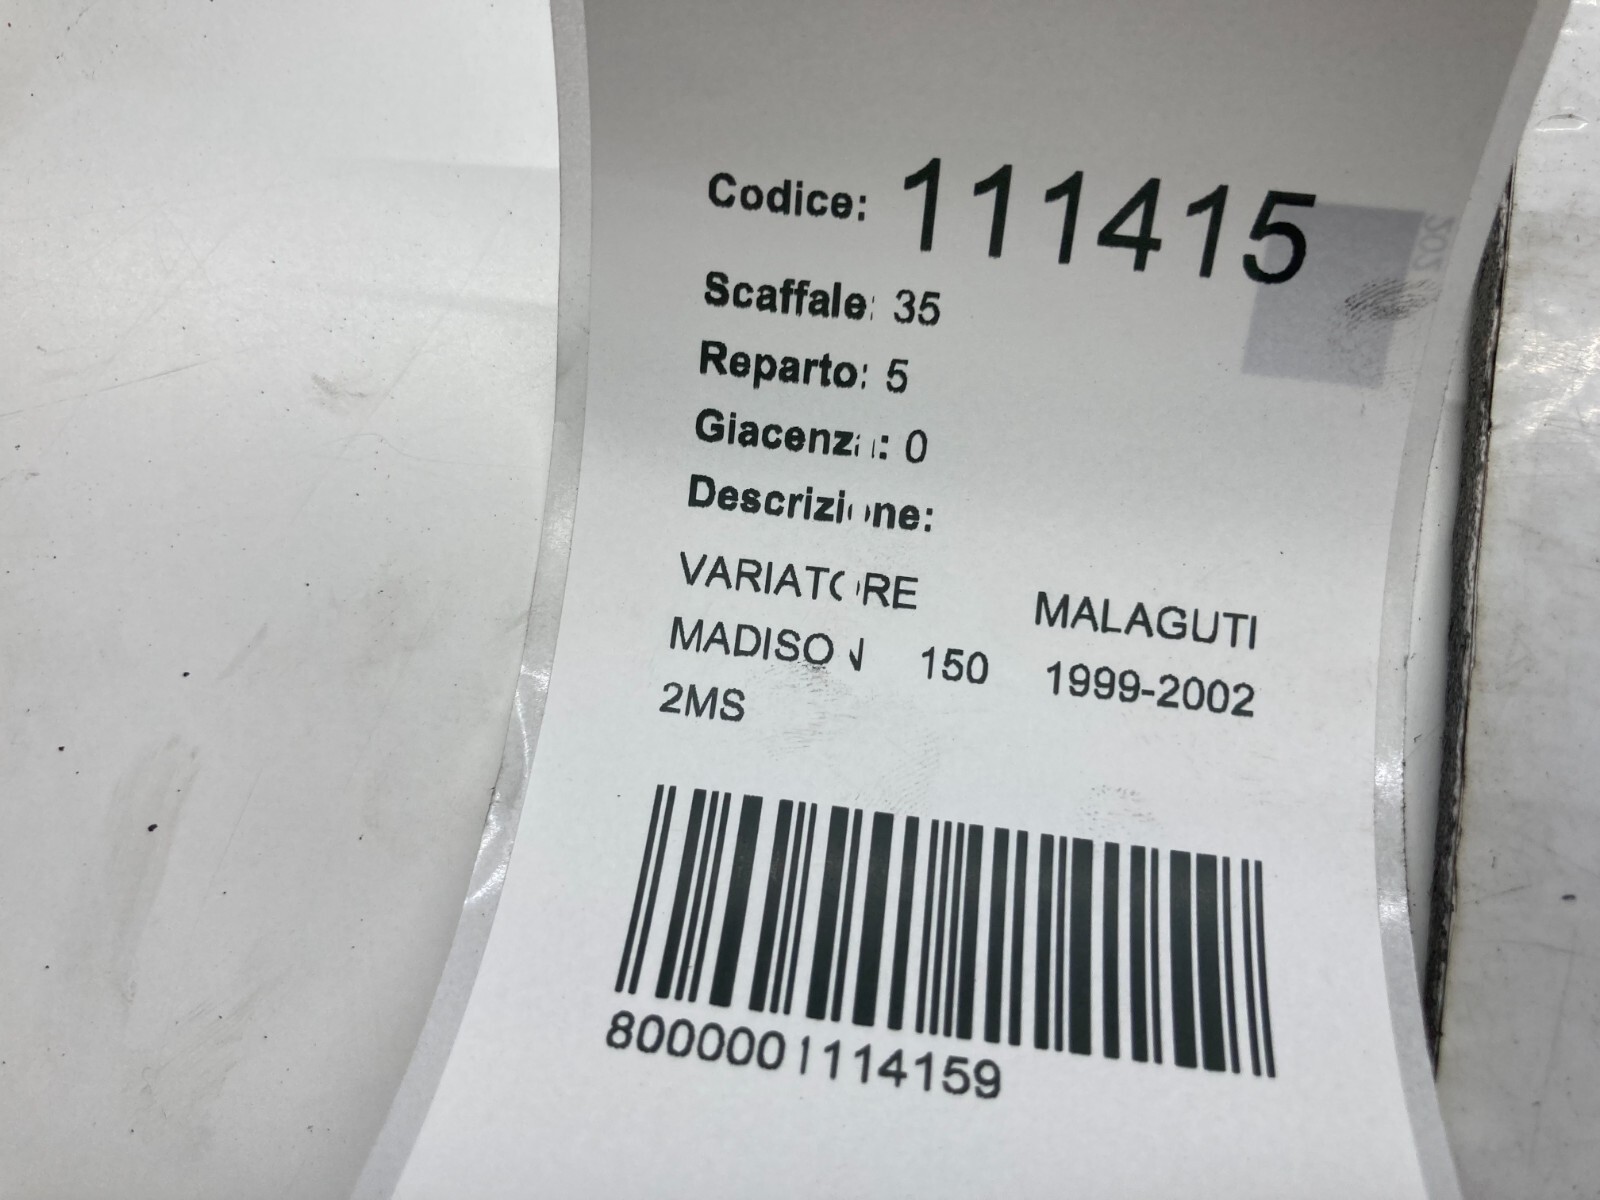 Codice: 111415
Scaffale: 35
Reparto: 5
Giacenza: 0
Descrizione:
VARIATORE MALAGUTI
MADISON 150 1999-2002
2MS
8000001114159